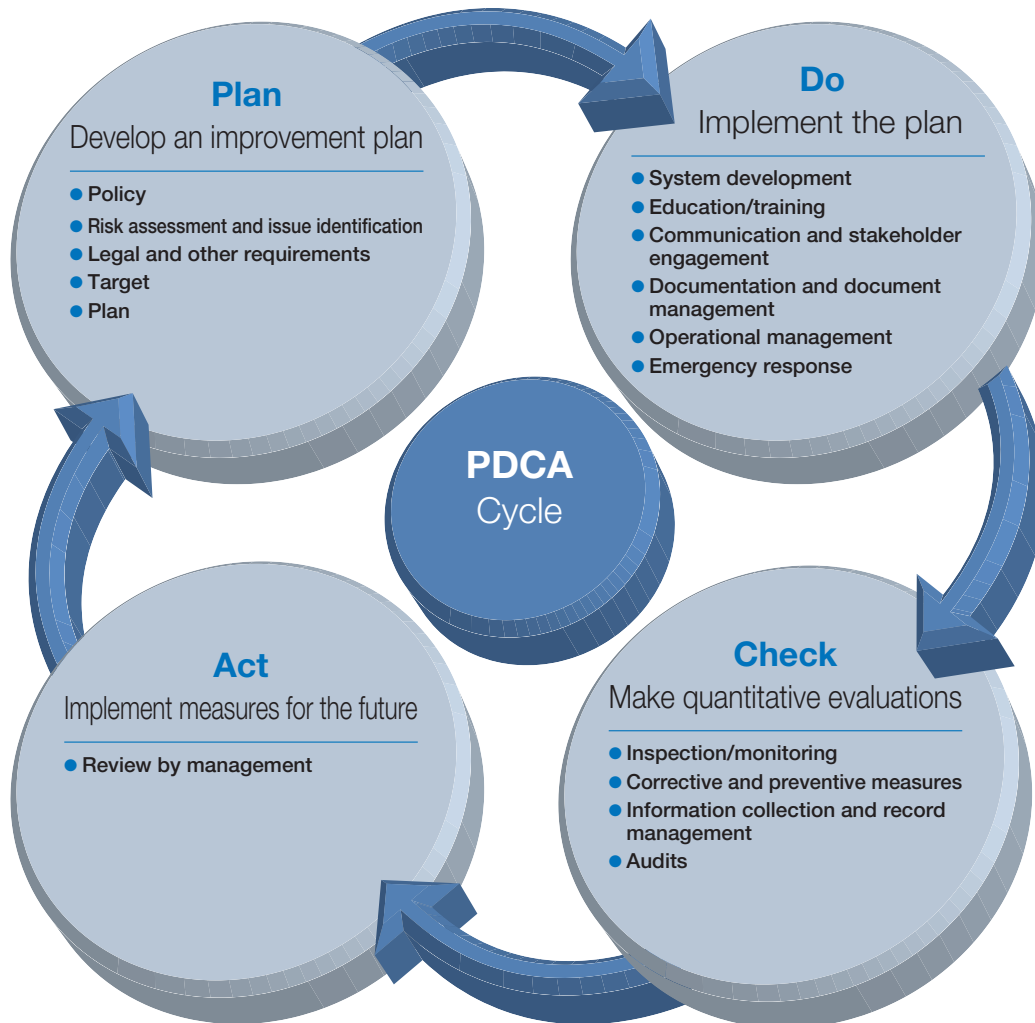 Plan
Develop an improvement plan
● Policy
● Risk assessment and issue identification
● Legal and other requirements
● Target
● Plan
Do
Implement the plan
● System development
● Education/training
● Communication and stakeholder
engagement
● Documentation and document
management
● Operational management
● Emergency response
PDCA
Cycle
Act
Implement measures for the future
● Review by management
Check
Make quantitative evaluations
● Inspection/monitoring
● Corrective and preventive measures
● Information collection and record
management
● Audits